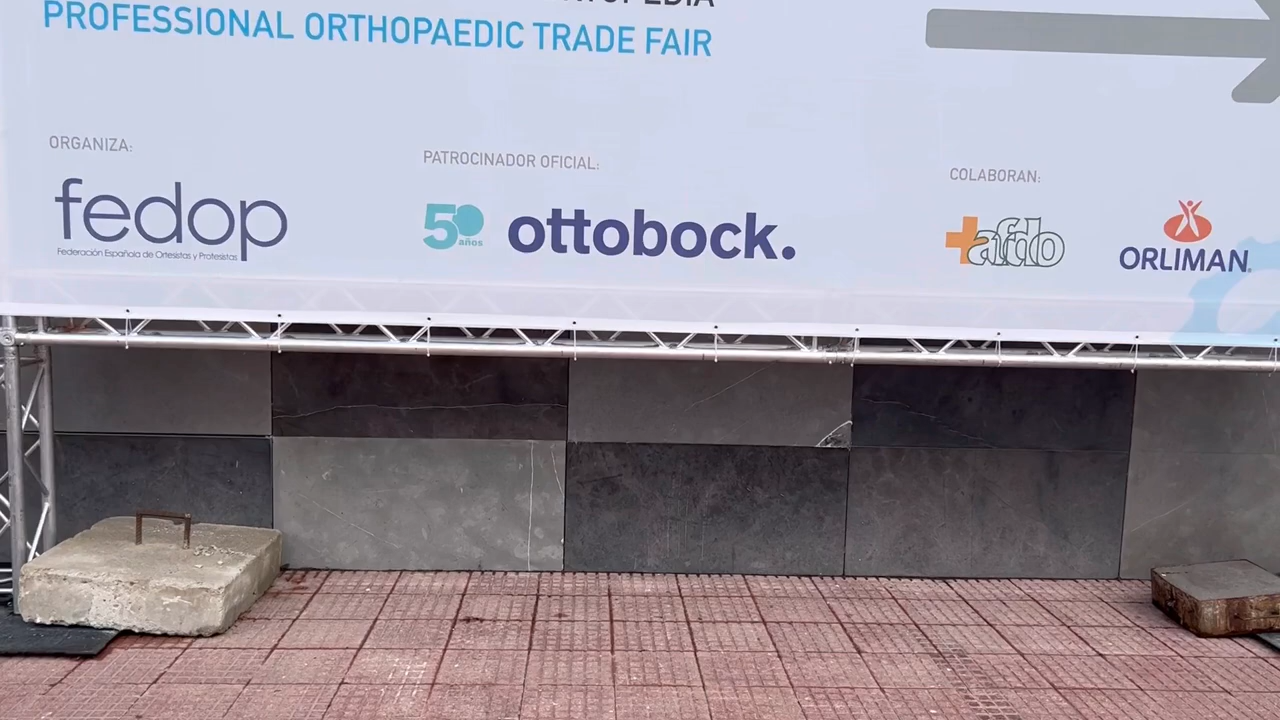 PROFESSIONAL ORTHOPAEDIC TRADE FAIR
ORGANIZA:
fedop
Federación Española de Ortesistas y Protesistas
PATROCINADOR OFICIAL:
50 años
ottobock.
COLABORAN:
+afdo
ORLIMAN®